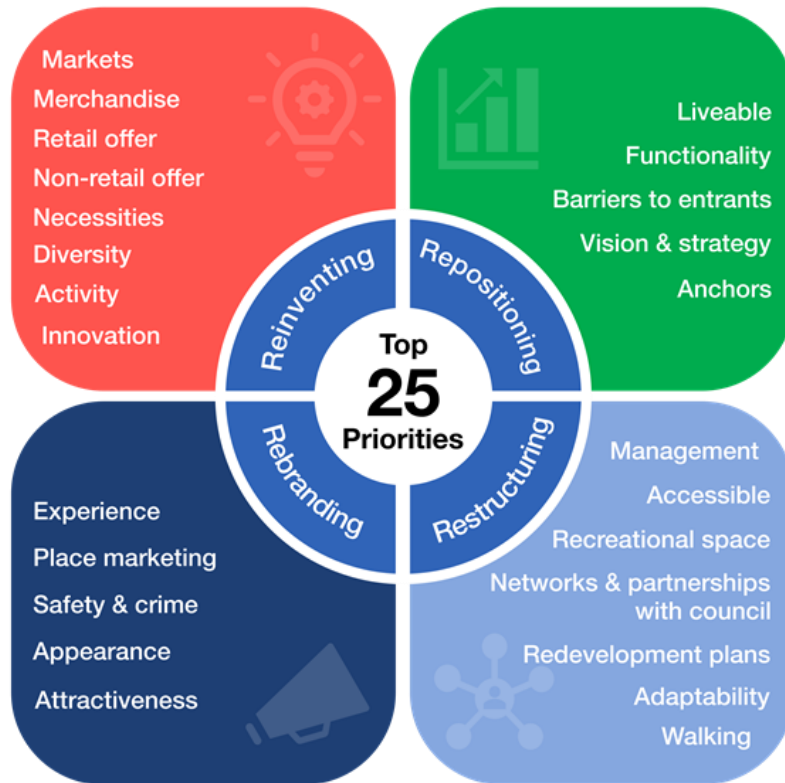 Markets
Merchandise
Retail offer
Non-retail offer
Necessities
Diversity
Activity
Innovation
Reinventing
Liveable
Functionality
Barriers to entrants
Vision & strategy
Anchors
Repositioning
Top
25
Priorities
Rebranding
Experience
Place marketing
Safety & crime
Appearance
Attractiveness
Restructuring
Management
Accessible
Recreational space
Networks & partnerships
with council
Redevelopment plans
Adaptability
Walking